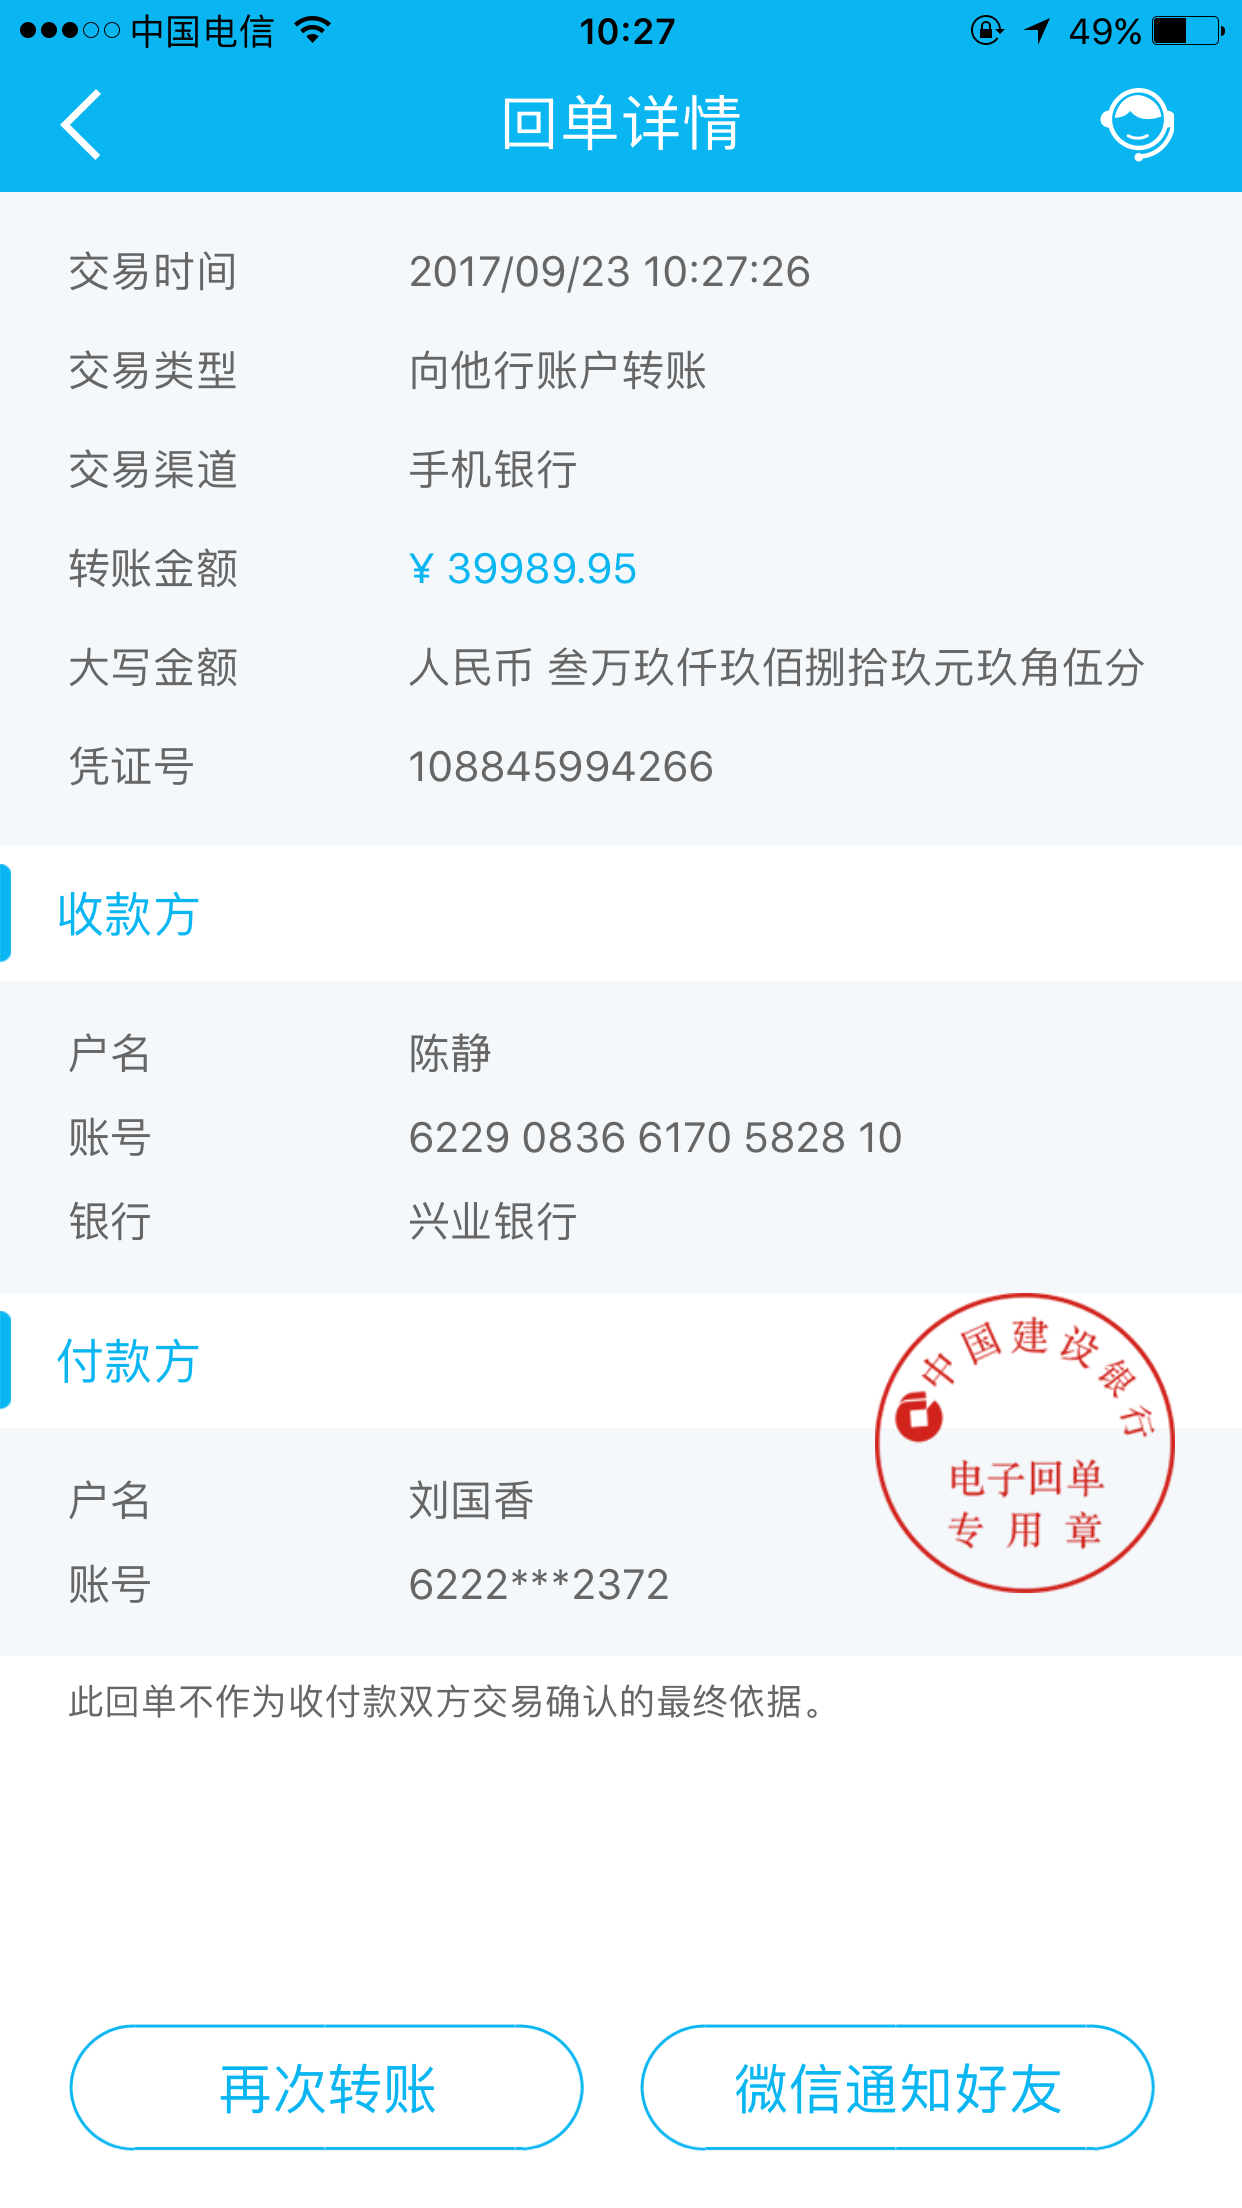 中国电信 10:27 49%
回单详情
交易时间 2017/09/23 10:27:26
交易类型 向他行账户转账
交易渠道 手机银行
转账金额 ¥ 39989.95
大写金额 人民币 叁万玖仟玖佰捌拾玖元玖角伍分
凭证号 108845994266
收款方
户名 陈静
账号 6229 0836 6170 5828 10
银行 兴业银行
付款方
中国建设银行
电子回单
专用章
户名 刘国香
账号 6222***2372
此回单不作为收付款双方交易确认的最终依据。
再次转账 微信通知好友